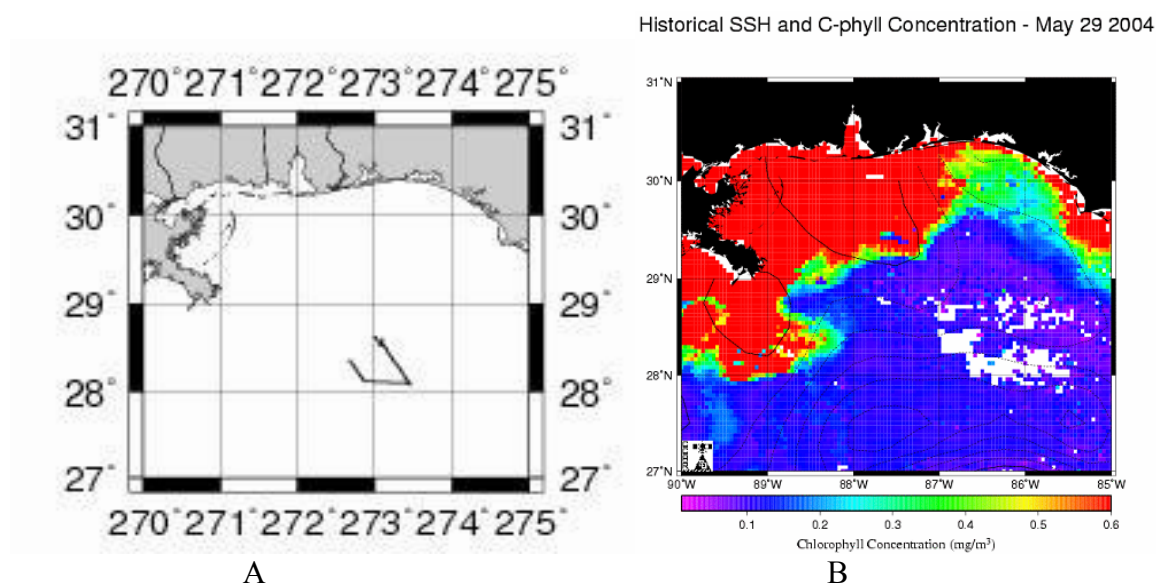 Historical SSH and C-phyll Concentration - May 29 2004
270° 271° 272° 273° 274° 275°
31° 31°
30° 30°
29° 29°
28° 28°
27° 27°
270° 271° 272° 273° 274° 275°
A
31°N
30°N
29°N
28°N
27°N
90°W 89°W 88°W 87°W 86°W 85°W
0.1 0.2 0.3 0.4 0.5 0.6
Chlorophyll Concentration (mg/m³)
B